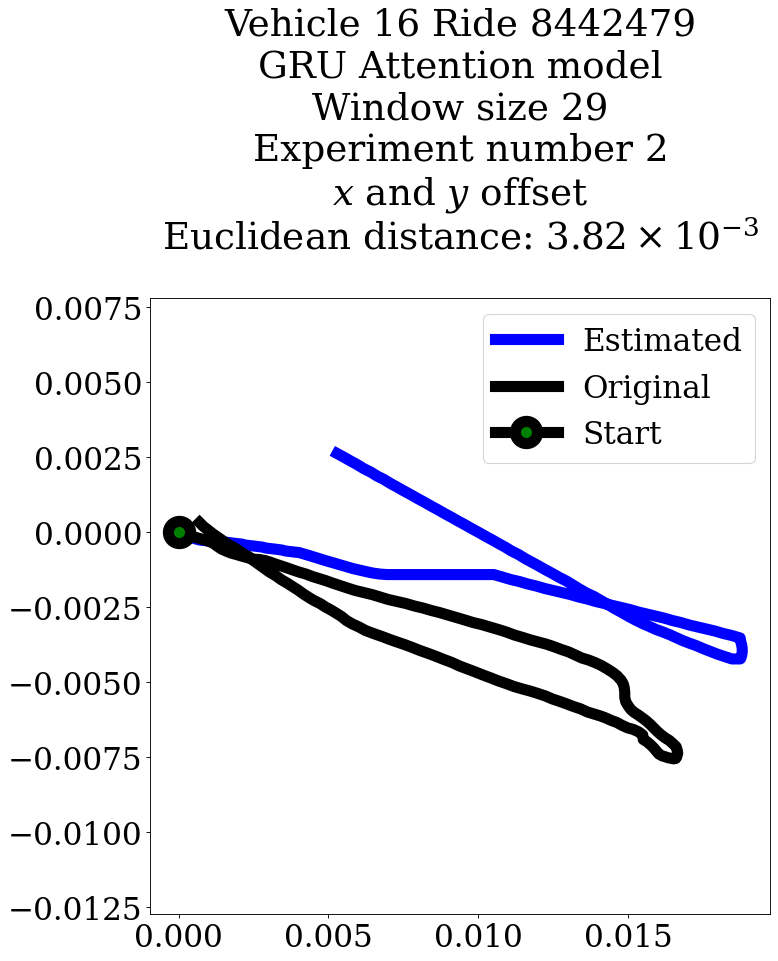 Vehicle 16 Ride 8442479
GRU Attention model
Window size 29
Experiment number 2
x and y offset
Euclidean distance: 3.82 × 10⁻³
Estimated
Original
Start
0.0075
0.0050
0.0025
0.0000
−0.0025
−0.0050
−0.0075
−0.0100
−0.0125
0.000 0.005 0.010 0.015